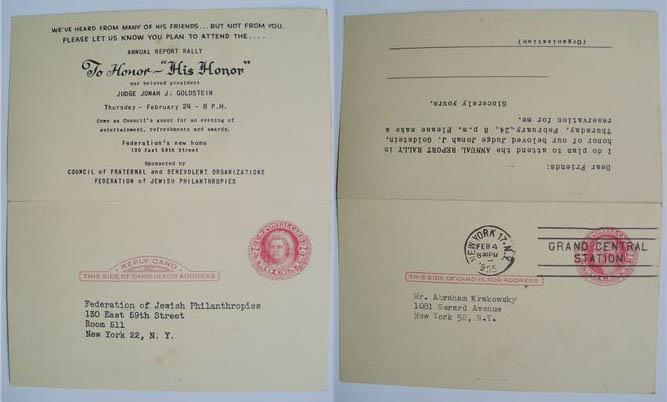 WE'VE HEARD FROM MANY OF HIS FRIENDS...BUT NOT FROM YOU.
PLEASE LET US KNOW YOU PLAN TO ATTEND THE....
ANNUAL REPORT RALLY
To Honor - "His Honor"
our beloved president
JUDGE JONAH J. GOLDSTEIN
Thursday - February 24 - 8 P.M.
Come as Council's guest for an evening of
entertainment, refreshments and awards.
Federation's new home
130 East 59th Street
Sponsored by
COUNCIL OF FRATERNAL and BENEVOLENT ORGANIZATIONS
FEDERATION OF JEWISH PHILANTHROPIES
REPLY CARD
THIS SIDE OF CARD IS FOR ADDRESS
Federation of Jewish Philanthropies
130 East 59th Street
Room 511
New York 22, N. Y.
Dear Friends:
I do plan to attend the ANNUAL REPORT RALLY in
honor of our beloved Judge Jonah J. Goldstein,
Thursday, February 24, 8 p.m. Please make a
reservation for me.
Sincerely yours,
(Organization)
NEW YORK 17, N.Y.
FEB 4
8 30 PM
1955
GRAND CENTRAL
STATION
THIS SIDE OF CARD IS FOR ADDRESS
Mr. Abraham Krakowsky
1081 Gerard Avenue
New York 52, N.Y.